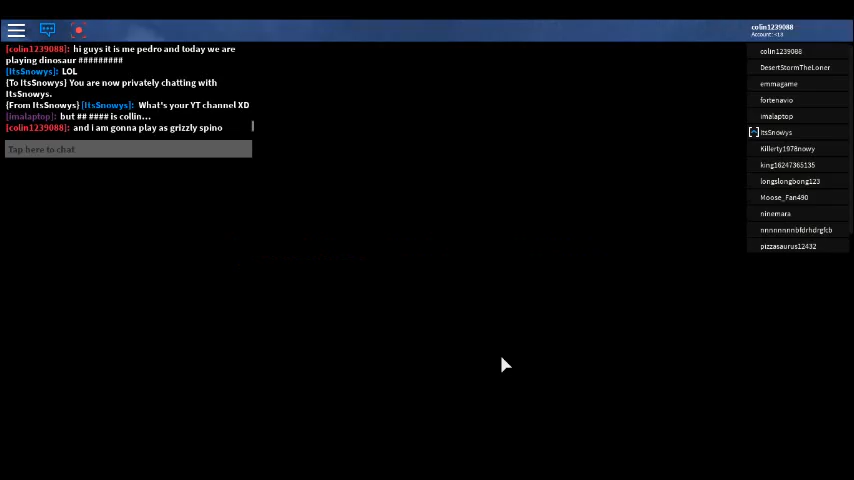 colin1239088
Account: <13
[colin1239088]: hi guys it is me pedro and today we are
playing dinosaur #########
[ItsSnowys]: LOL
{To ItsSnowys} You are now privately chatting with
ItsSnowys.
{From ItsSnowys} [ItsSnowys]: What's your YT channel XD
[imalaptop]: but ## ##### is collin...
[colin1239088]: and i am gonna play as grizzly spino
Tap here to chat
colin1239088
DesertStormTheLoner
emmagame
fortenavio
imalaptop
ItsSnowys
Killerty1978nowy
king16247365135
longslongbong123
Moose_Fan490
ninemara
nnnnnnnnbfdrhdrgfcb
pizzasaurus12432